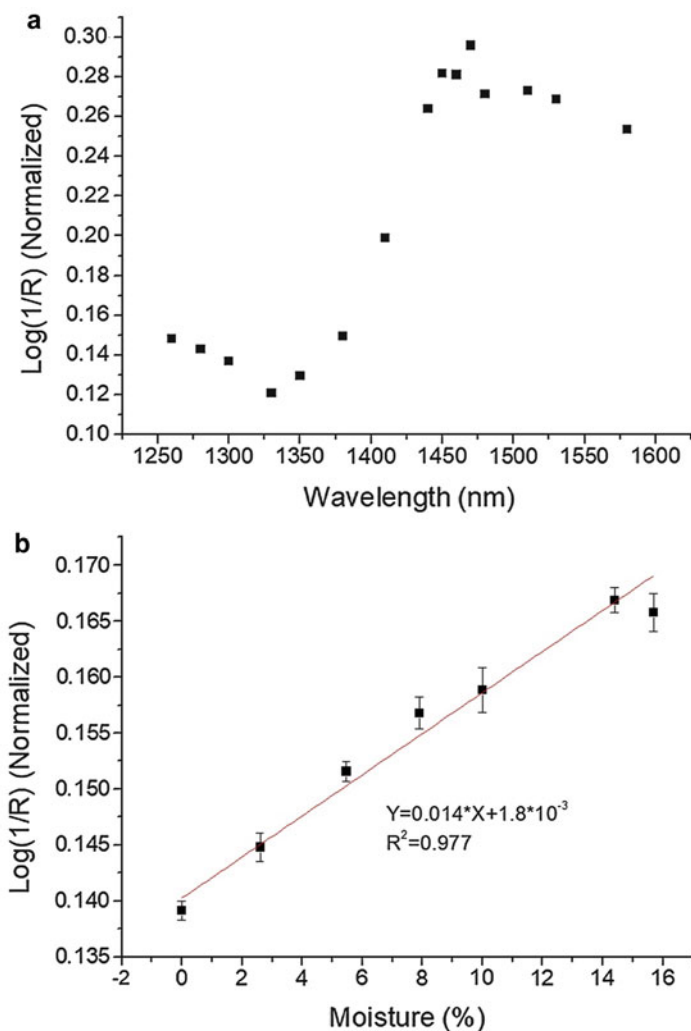 a
0.30
0.28
0.26
0.24
0.22
0.20
0.18
0.16
0.14
0.12
0.10
Log(1/R) (Normalized)
1250 1300 1350 1400 1450 1500 1550 1600
Wavelength (nm)
b
0.170
0.165
0.160
0.155
0.150
0.145
0.140
0.135
Log(1/R) (Normalized)
Y=0.014*X+1.8*10⁻³
R²=0.977
-2 0 2 4 6 8 10 12 14 16
Moisture (%)